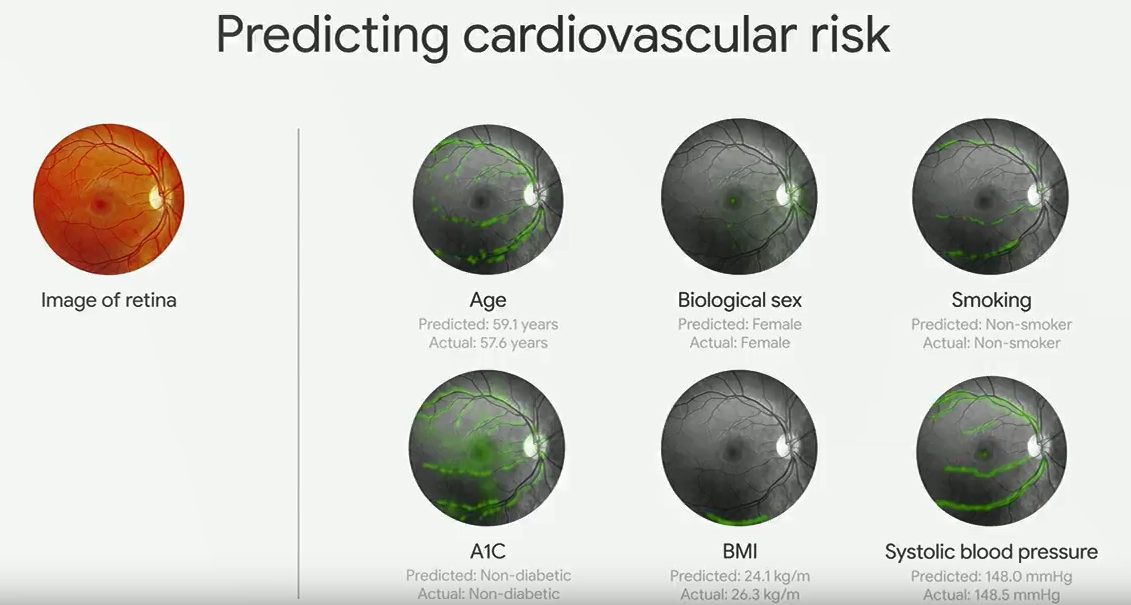 Predicting cardiovascular risk
Image of retina
Age
Predicted: 59.1 years
Actual: 57.6 years
Biological sex
Predicted: Female
Actual: Female
Smoking
Predicted: Non-smoker
Actual: Non-smoker
A1C
Predicted: Non-diabetic
Actual: Non-diabetic
BMI
Predicted: 24.1 kg/m
Actual: 26.3 kg/m
Systolic blood pressure
Predicted: 148.0 mmHg
Actual: 148.5 mmHg